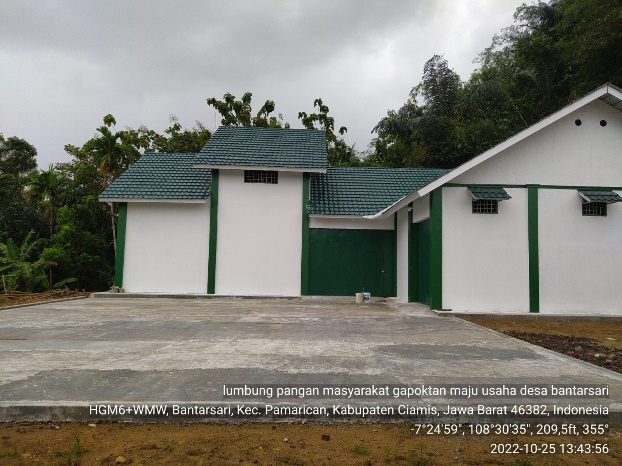 lumbung pangan masyarakat gapoktan maju usaha desa bantarsari
HGM6+WMW, Bantarsari, Kec. Pamarican, Kabupaten Ciamis, Jawa Barat 46382, Indonesia
-7°24'59", 108°30'35", 209,5ft, 355°
2022-10-25 13:43:56